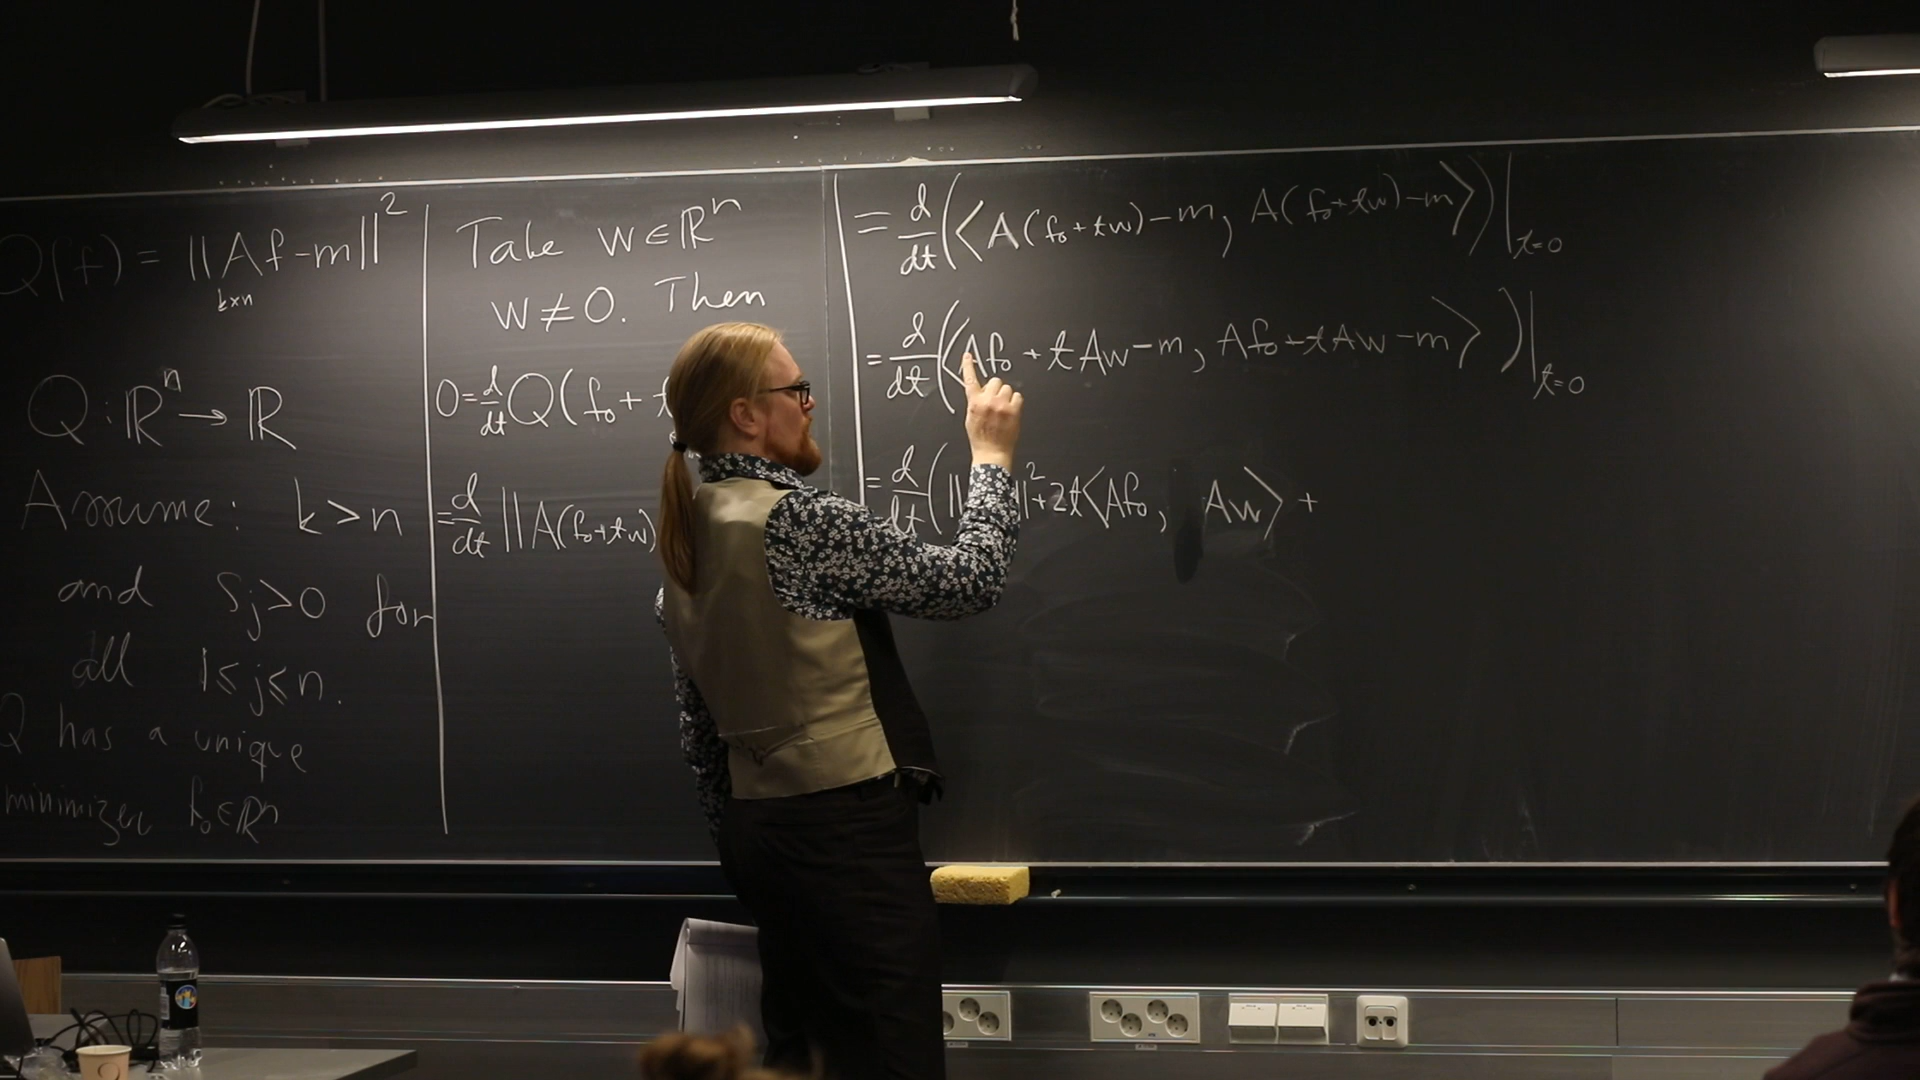 Q(f) = ||Af-m||²
k×n
Q: ℝⁿ → ℝ
Assume: k>n
and Sj>0 for
all 1≤j≤n.
Q has a unique
minimizer f₀∈ℝⁿ
Take w∈ℝⁿ
w≠0. Then
0=d/dt Q(f₀+
=d/dt ||A(f₀+tw)
=d/dt(⟨A(f₀+tw)-m, A(f₀+tw)-m⟩)|t=0
=d/dt(⟨Af₀+tAw-m, Af₀+tAw-m⟩)|t=0
=d/dt(|| ||²+2t⟨Af₀, Aw⟩+